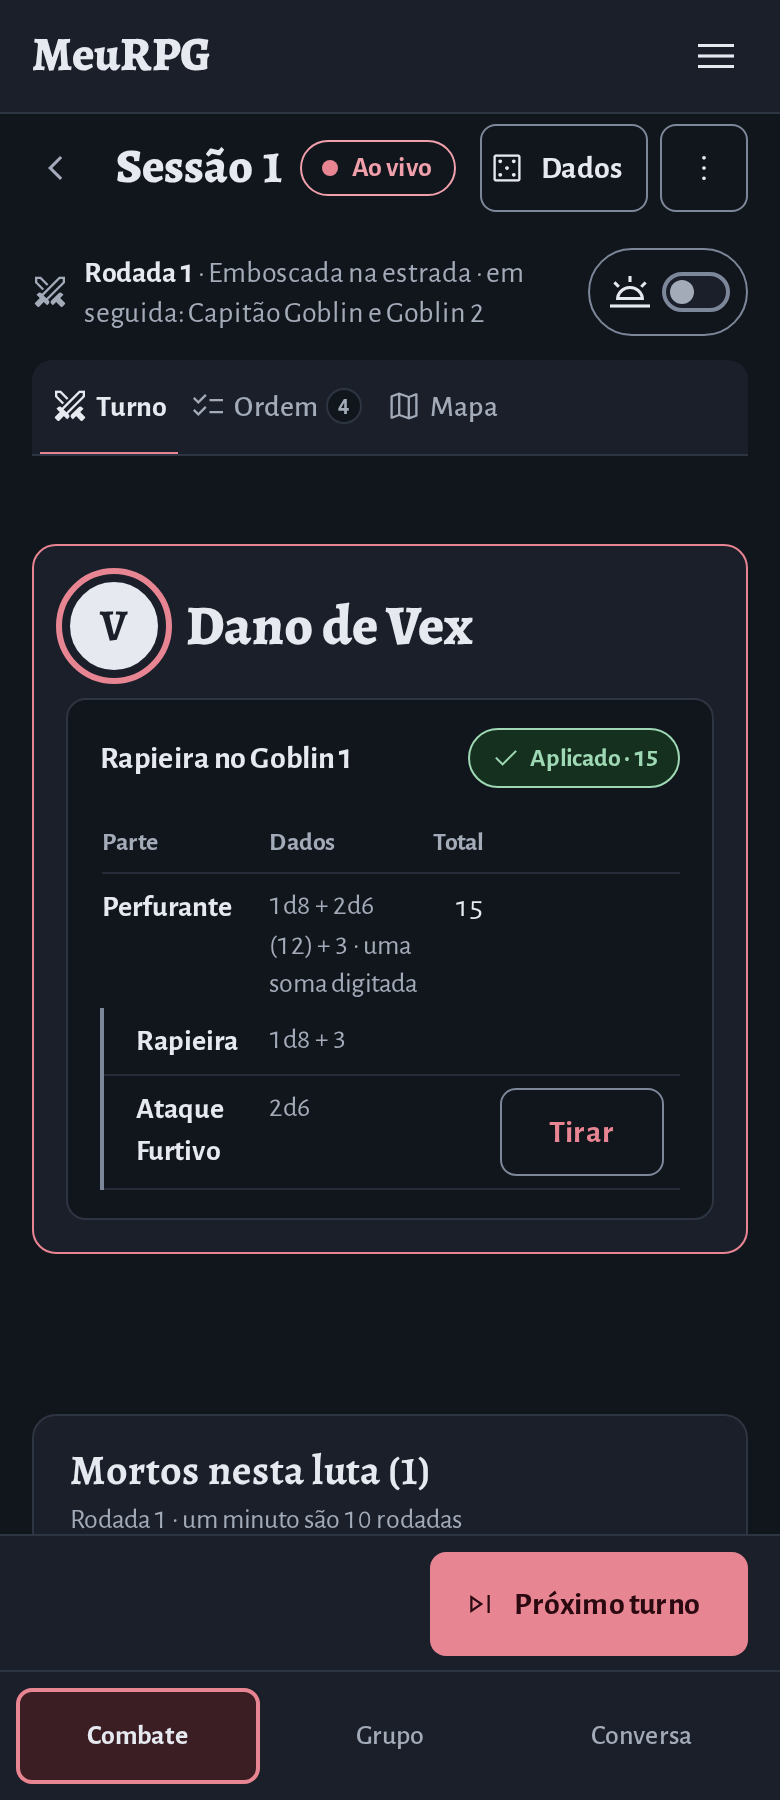 MeuRPG
Sessão 1
Ao vivo
Dados
Rodada 1 · Emboscada na estrada · em
seguida: Capitão Goblin e Goblin 2
Turno
Ordem 4
Mapa
V
Dano de Vex
Rapieira no Goblin 1
Aplicado · 15
Parte Dados Total
Perfurante 1d8 + 2d6 15
(12) + 3 · uma
soma digitada
Rapieira 1d8 + 3
Ataque 2d6
Furtivo
Tirar
Mortos nesta luta (1)
Rodada 1 · um minuto são 10 rodadas
Próximo turno
Combate
Grupo
Conversa